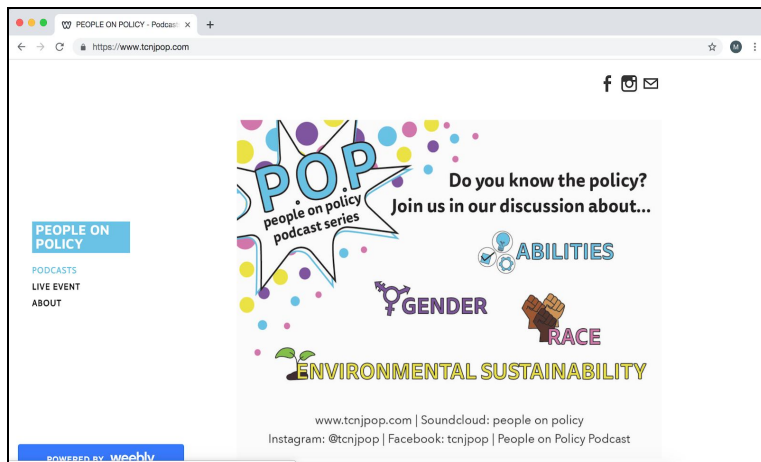 PEOPLE ON POLICY - Podcast
https://www.tcnjpop.com
M
P.O.P
people on policy
podcast series
Do you know the policy?
Join us in our discussion about...
ABILITIES
GENDER
RACE
ENVIRONMENTAL SUSTAINABILITY
www.tcnjpop.com | Soundcloud: people on policy
Instagram: @tcnjpop | Facebook: tcnjpop | People on Policy Podcast
PEOPLE ON
POLICY
PODCASTS
LIVE EVENT
ABOUT
POWERED BY weebly